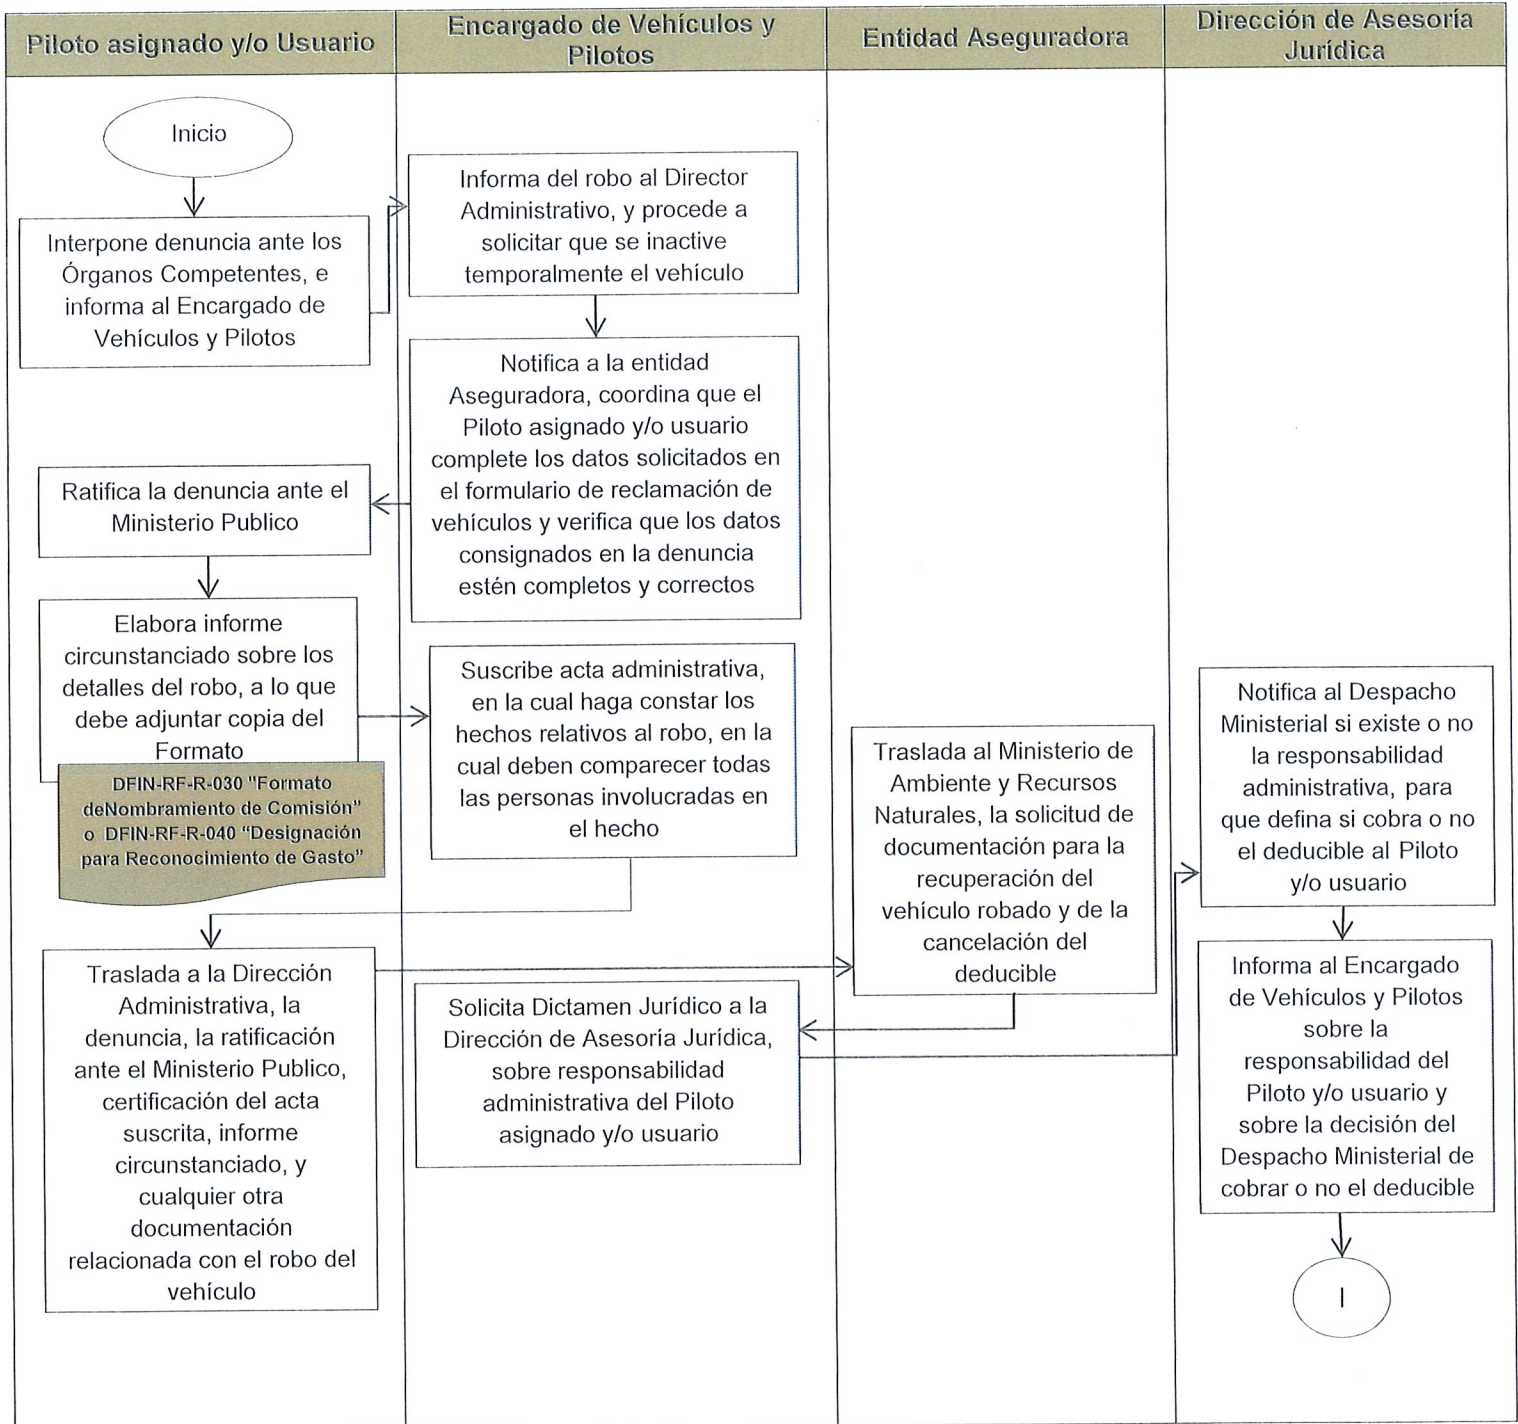 Piloto asignado y/o Usuario
Encargado de Vehículos y
Pilotos
Entidad Aseguradora
Dirección de Asesoría
Jurídica
Inicio
Interpone denuncia ante los
Órganos Competentes, e
informa al Encargado de
Vehículos y Pilotos
Informa del robo al Director
Administrativo, y procede a
solicitar que se inactive
temporalmente el vehículo
Notifica a la entidad
Aseguradora, coordina que el
Piloto asignado y/o usuario
complete los datos solicitados en
el formulario de reclamación de
vehículos y verifica que los datos
consignados en la denuncia
estén completos y correctos
Ratifica la denuncia ante el
Ministerio Publico
Elabora informe
circunstanciado sobre los
detalles del robo, a lo que
debe adjuntar copia del
Formato
DFIN-RF-R-030 "Formato
deNombramiento de Comisión”
o DFIN-RF-R-040 “Designación
para Reconocimiento de Gasto”
Suscribe acta administrativa,
en la cual haga constar los
hechos relativos al robo, en la
cual deben comparecer todas
las personas involucradas en
el hecho
Traslada a la Dirección
Administrativa, la
denuncia, la ratificación
ante el Ministerio Publico,
certificación del acta
suscrita, informe
circunstanciado, y
cualquier otra
documentación
relacionada con el robo del
vehículo
Traslada al Ministerio de
Ambiente y Recursos
Naturales, la solicitud de
documentación para la
recuperación del
vehículo robado y de la
cancelación del
deducible
Solicita Dictamen Jurídico a la
Dirección de Asesoría Jurídica,
sobre responsabilidad
administrativa del Piloto
asignado y/o usuario
Notifica al Despacho
Ministerial si existe o no
la responsabilidad
administrativa, para
que defina si cobra o no
el deducible al Piloto
y/o usuario
Informa al Encargado
de Vehículos y Pilotos
sobre la
responsabilidad del
Piloto y/o usuario y
sobre la decisión del
Despacho Ministerial de
cobrar o no el deducible
I